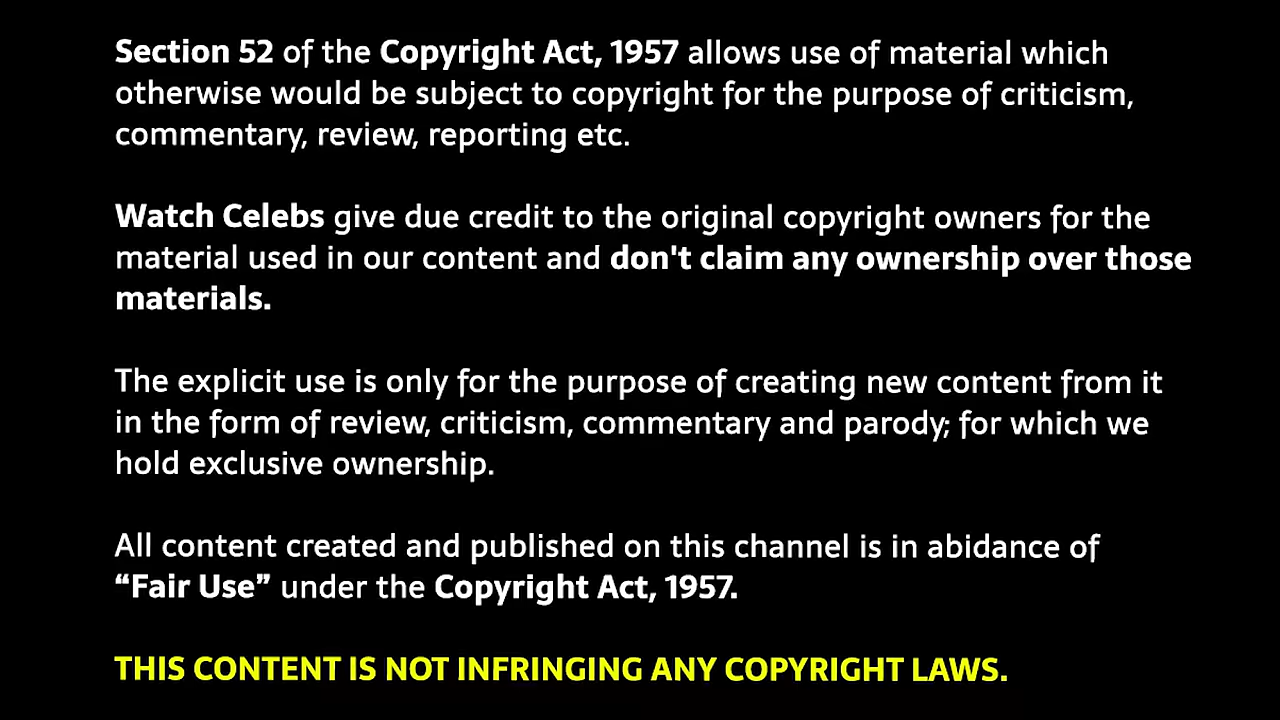 Section 52 of the Copyright Act, 1957 allows use of material which
otherwise would be subject to copyright for the purpose of criticism,
commentary, review, reporting etc.
Watch Celebs give due credit to the original copyright owners for the
material used in our content and don't claim any ownership over those
materials.
The explicit use is only for the purpose of creating new content from it
in the form of review, criticism, commentary and parody; for which we
hold exclusive ownership.
All content created and published on this channel is in abidance of
“Fair Use” under the Copyright Act, 1957.
THIS CONTENT IS NOT INFRINGING ANY COPYRIGHT LAWS.